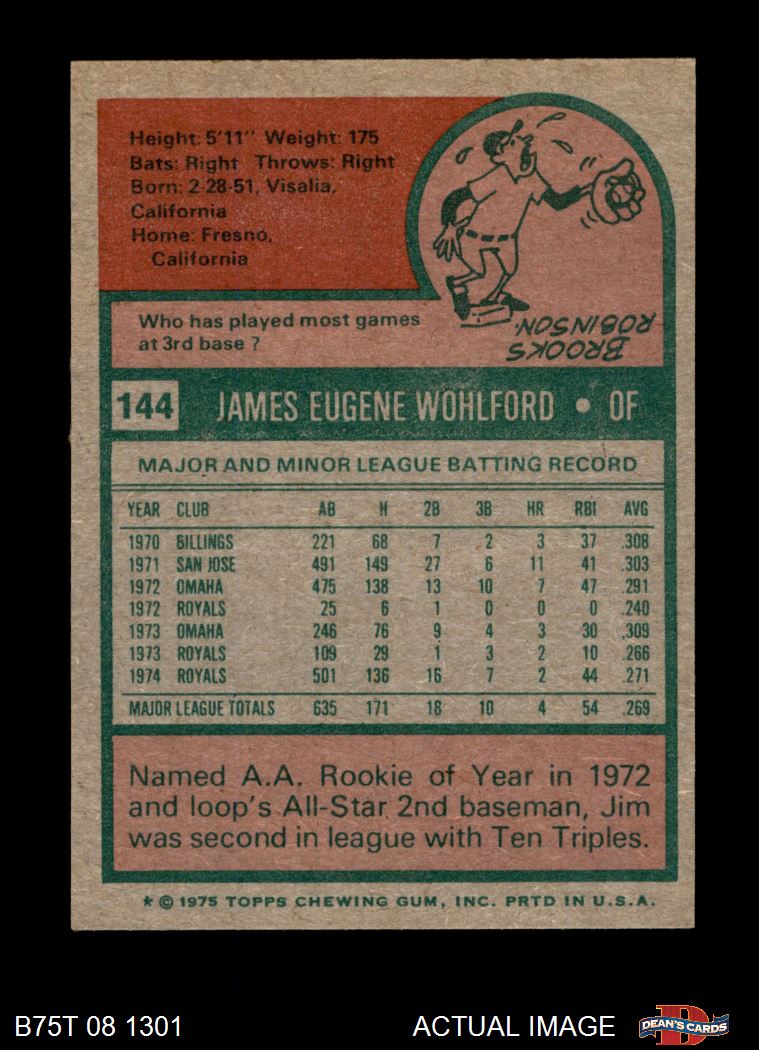 Height: 5'11" Weight: 175
Bats: Right Throws: Right
Born: 2-28-51, Visalia,
California
Home: Fresno,
California
Who has played most games
at 3rd base ?
BROOKS
ROBINSON.
144 JAMES EUGENE WOHLFORD • OF
MAJOR AND MINOR LEAGUE BATTING RECORD
YEAR CLUB AB H 2B 3B HR RBI AVG
1970 BILLINGS 221 68 7 2 3 37 .308
1971 SAN JOSE 491 149 27 6 11 41 .303
1972 OMAHA 475 138 13 10 7 47 .291
1972 ROYALS 25 6 1 0 0 0 .240
1973 OMAHA 246 76 9 4 3 30 .309
1973 ROYALS 109 29 1 3 2 10 .266
1974 ROYALS 501 136 16 7 2 44 .271
MAJOR LEAGUE TOTALS 635 171 18 10 4 54 .269
Named A.A. Rookie of Year in 1972
and loop's All-Star 2nd baseman, Jim
was second in league with Ten Triples.
* © 1975 TOPPS CHEWING GUM, INC. PRTD IN U.S.A.
B75T 08 1301 ACTUAL IMAGE D DEAN'S CARDS